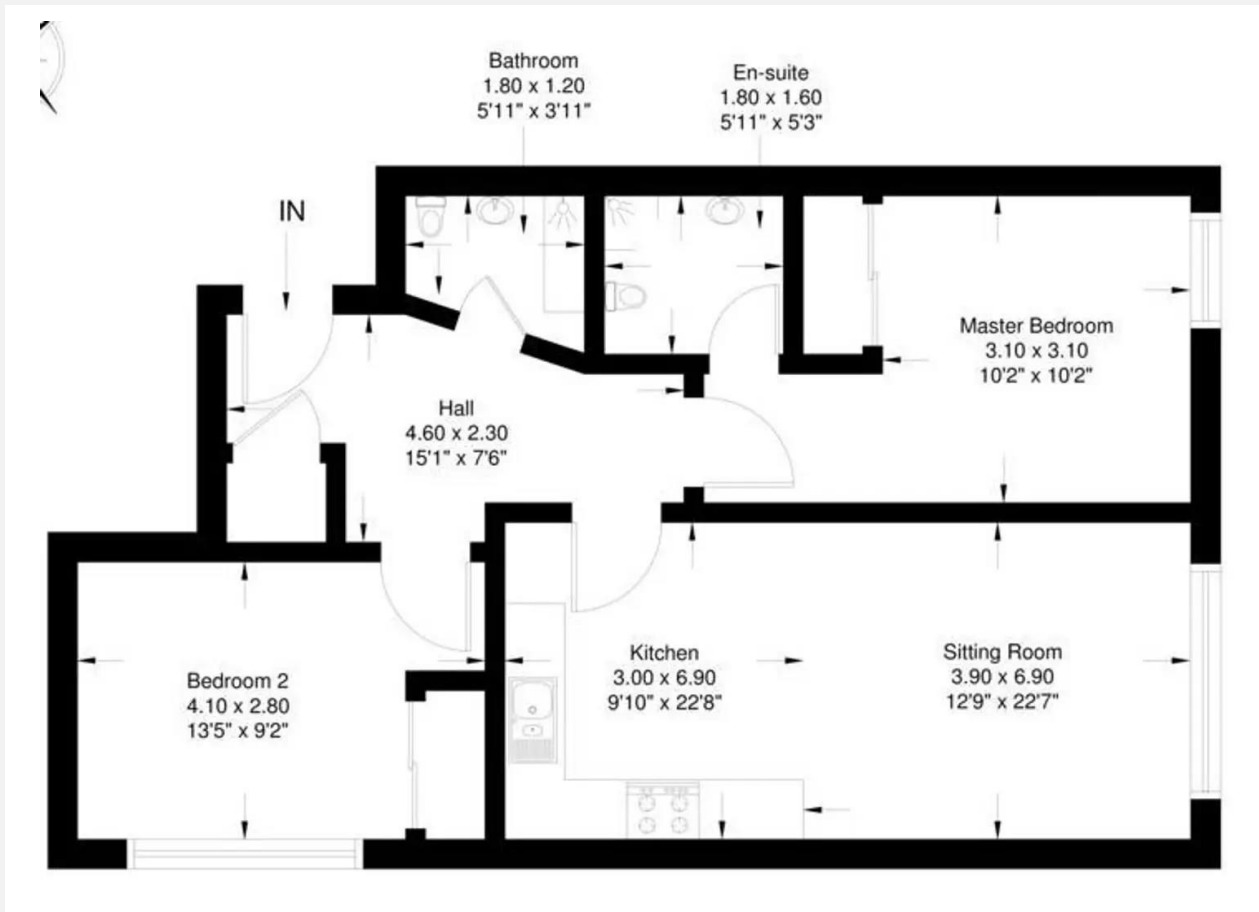 Bathroom
1.80 x 1.20
5'11" x 3'11"
En-suite
1.80 x 1.60
5'11" x 5'3"
IN
Master Bedroom
3.10 x 3.10
10'2" x 10'2"
Hall
4.60 x 2.30
15'1" x 7'6"
Kitchen
3.00 x 6.90
9'10" x 22'8"
Sitting Room
3.90 x 6.90
12'9" x 22'7"
Bedroom 2
4.10 x 2.80
13'5" x 9'2"